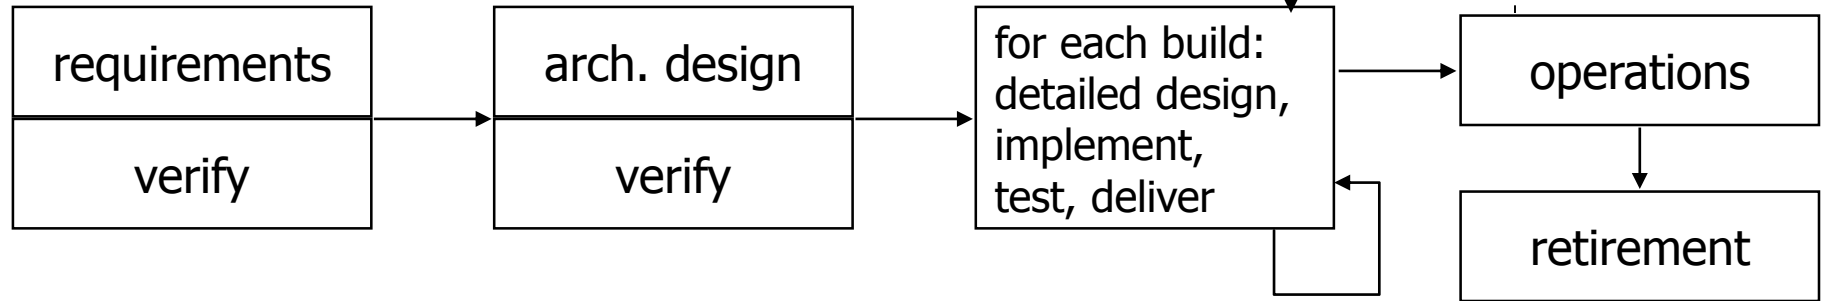 requirements
verify
arch. design
verify
for each build:
detailed design,
implement,
test, deliver
operations
retirement